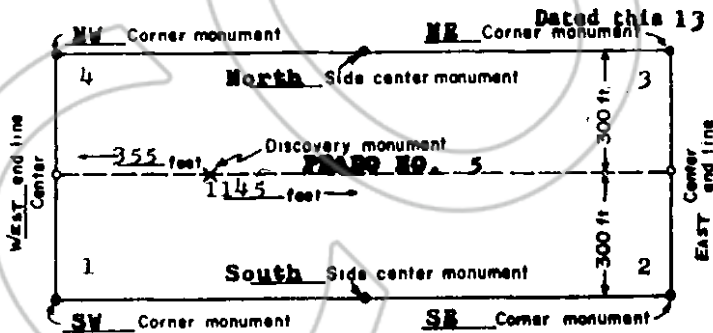 Dated this 13
NW Corner monument NE Corner monument
4 North Side center monument 3
300 ft.
355 feet Discovery monument
WEST end line
Center
NO. 5
Center
EAST end line
1145 feet
300 ft
1 South Side center monument 2
SW Corner monument SE Corner monument